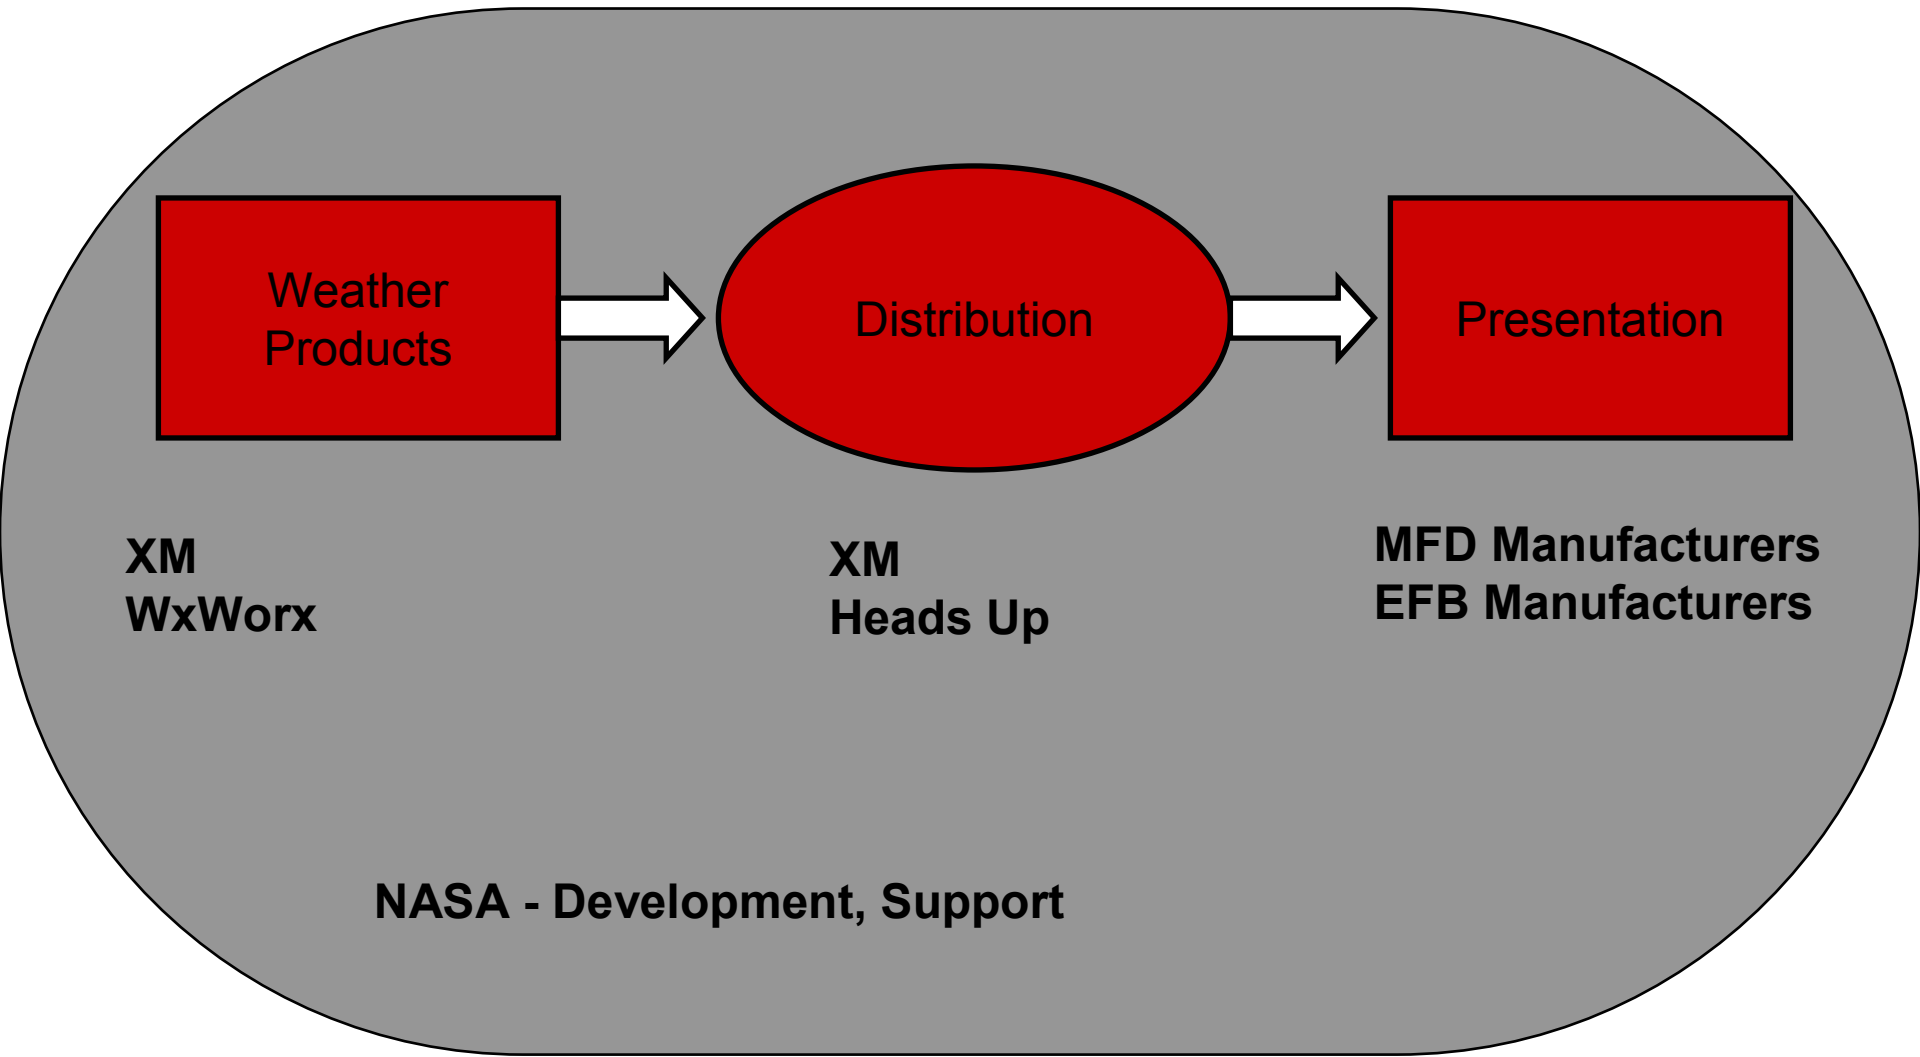 Weather
Products
Distribution
Presentation
XM
WxWorx
XM
Heads Up
MFD Manufacturers
EFB Manufacturers
NASA - Development, Support